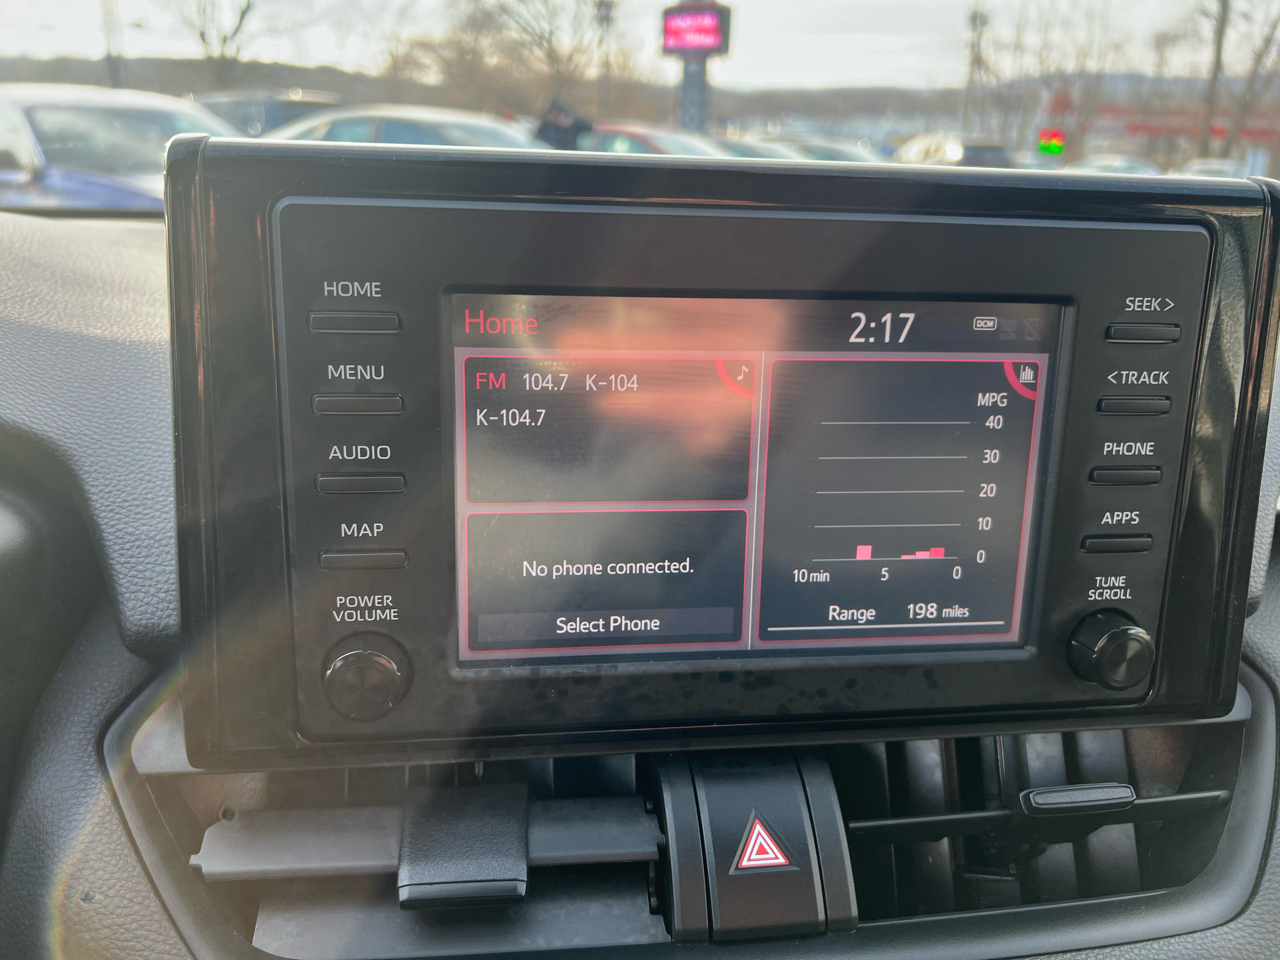 HOME
MENU
AUDIO
MAP
POWER
VOLUME
Home
2:17
DCM
FM 104.7 K-104
K-104.7
No phone connected.
Select Phone
MPG
40
30
20
10
0
10 min 5 0
Range 198 miles
SEEK >
< TRACK
PHONE
APPS
TUNE
SCROLL